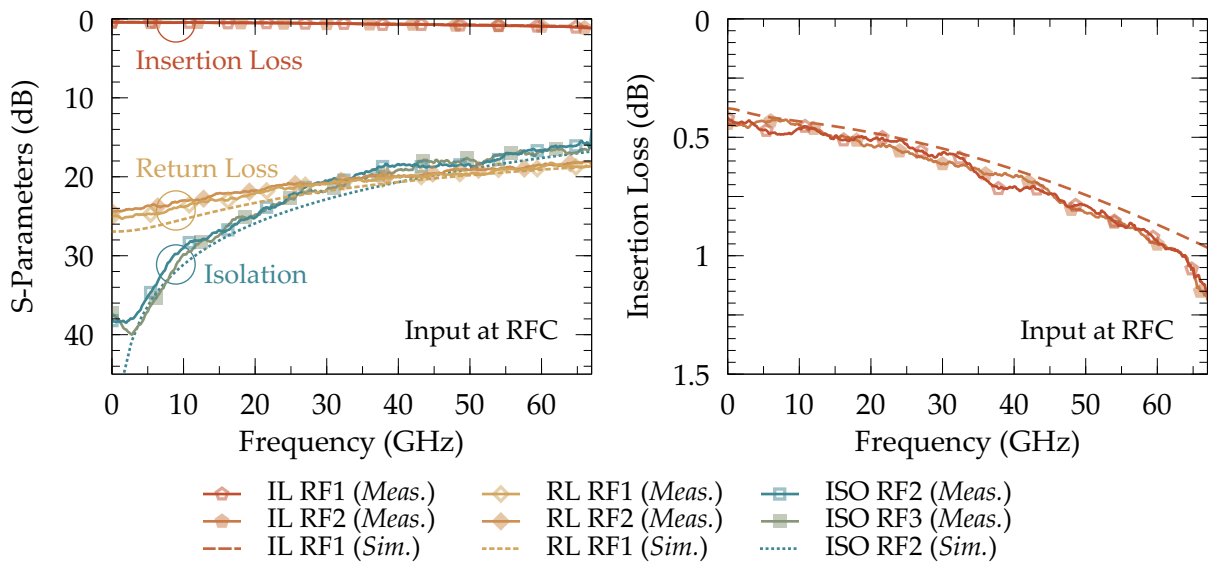 0
10
20
30
40
S-Parameters (dB)
Insertion Loss
Return Loss
Isolation
Input at RFC
0 10 20 30 40 50 60
Frequency (GHz)
0
0.5
1
1.5
Insertion Loss (dB)
Input at RFC
0 10 20 30 40 50 60
Frequency (GHz)
IL RF1 (Meas.) RL RF1 (Meas.) ISO RF2 (Meas.)
IL RF2 (Meas.) RL RF2 (Meas.) ISO RF3 (Meas.)
IL RF1 (Sim.) RL RF1 (Sim.) ISO RF2 (Sim.)